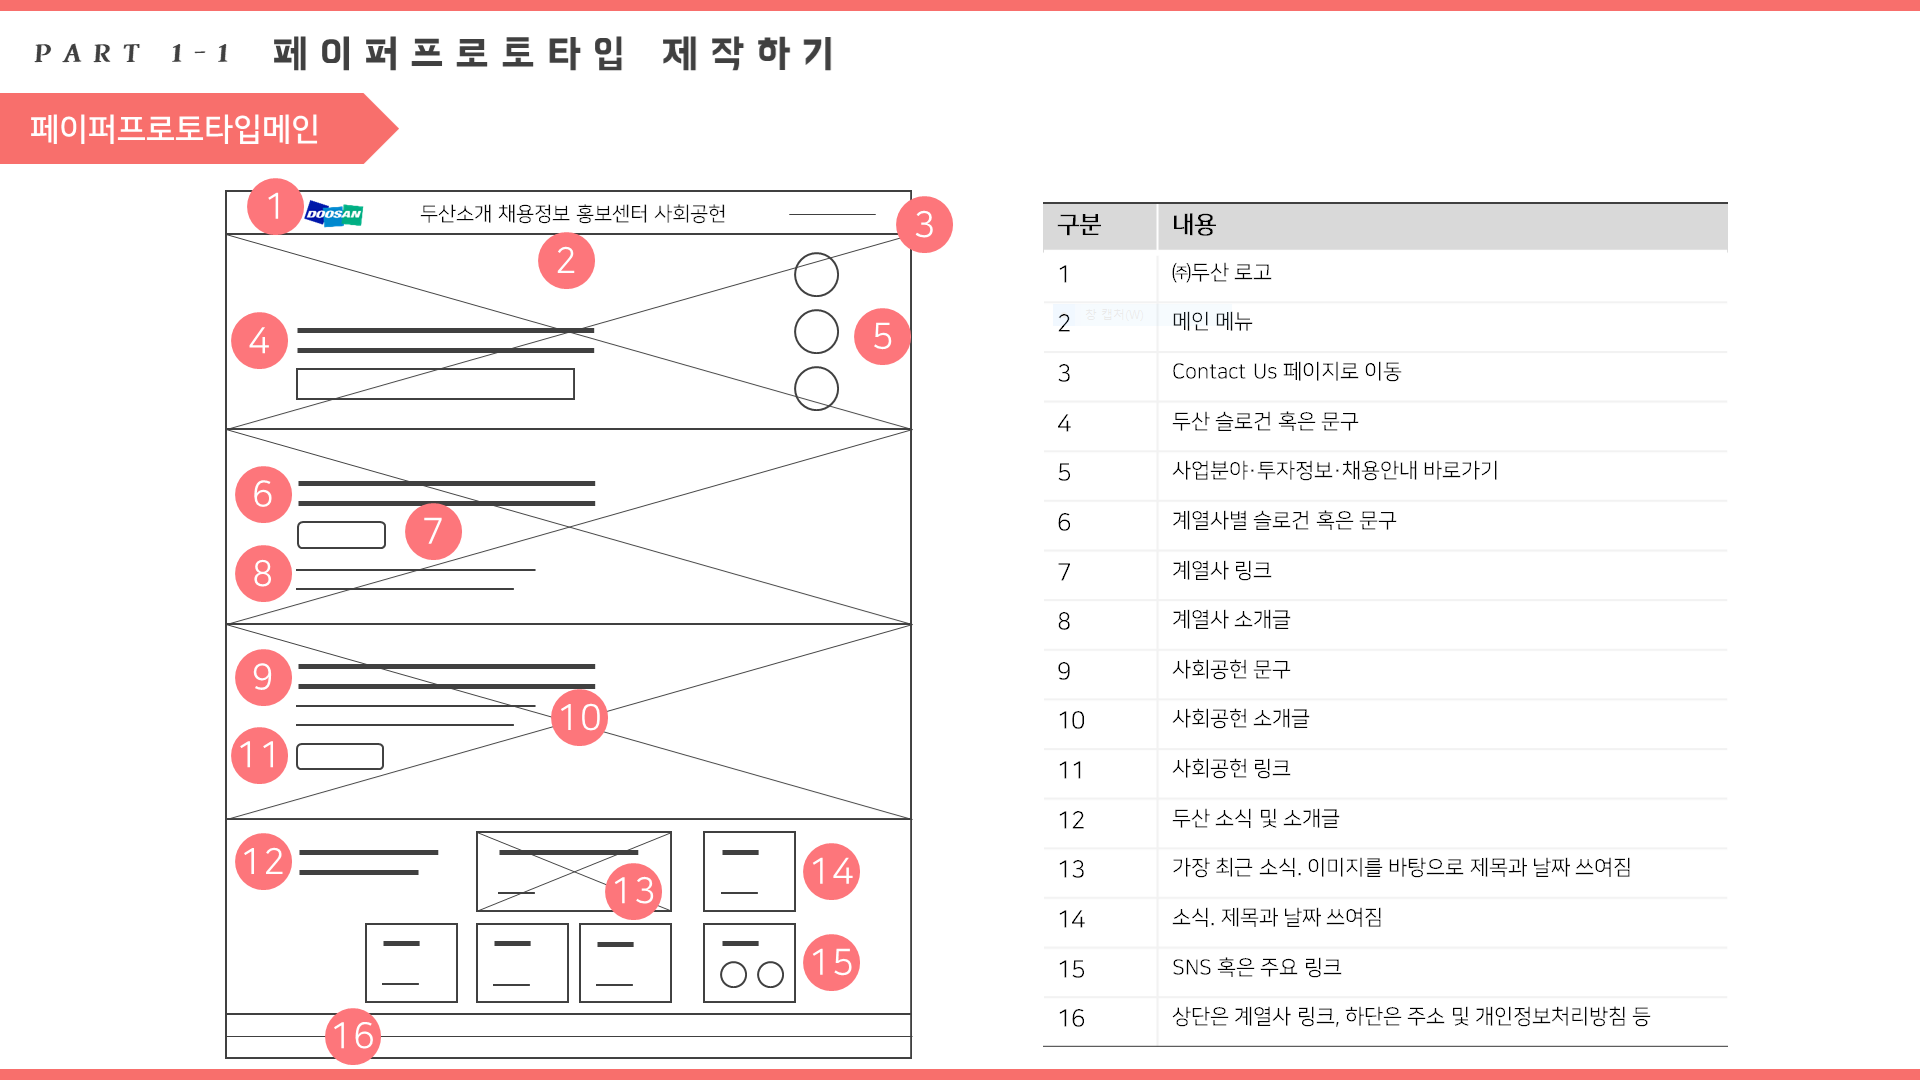 PART 1-1 페이퍼프로토타입 제작하기
페이퍼프로토타입메인
1
DOOSAN
두산소개 채용정보 홍보센터 사회공헌
3
2
4
5
6
7
8
9
10
11
12
13
14
15
16
구분 내용
1 ㈜두산 로고
창 캡처(W)
2 메인 메뉴
3 Contact Us 페이지로 이동
4 두산 슬로건 혹은 문구
5 사업분야·투자정보·채용안내 바로가기
6 계열사별 슬로건 혹은 문구
7 계열사 링크
8 계열사 소개글
9 사회공헌 문구
10 사회공헌 소개글
11 사회공헌 링크
12 두산 소식 및 소개글
13 가장 최근 소식. 이미지를 바탕으로 제목과 날짜 쓰여짐
14 소식. 제목과 날짜 쓰여짐
15 SNS 혹은 주요 링크
16 상단은 계열사 링크, 하단은 주소 및 개인정보처리방침 등